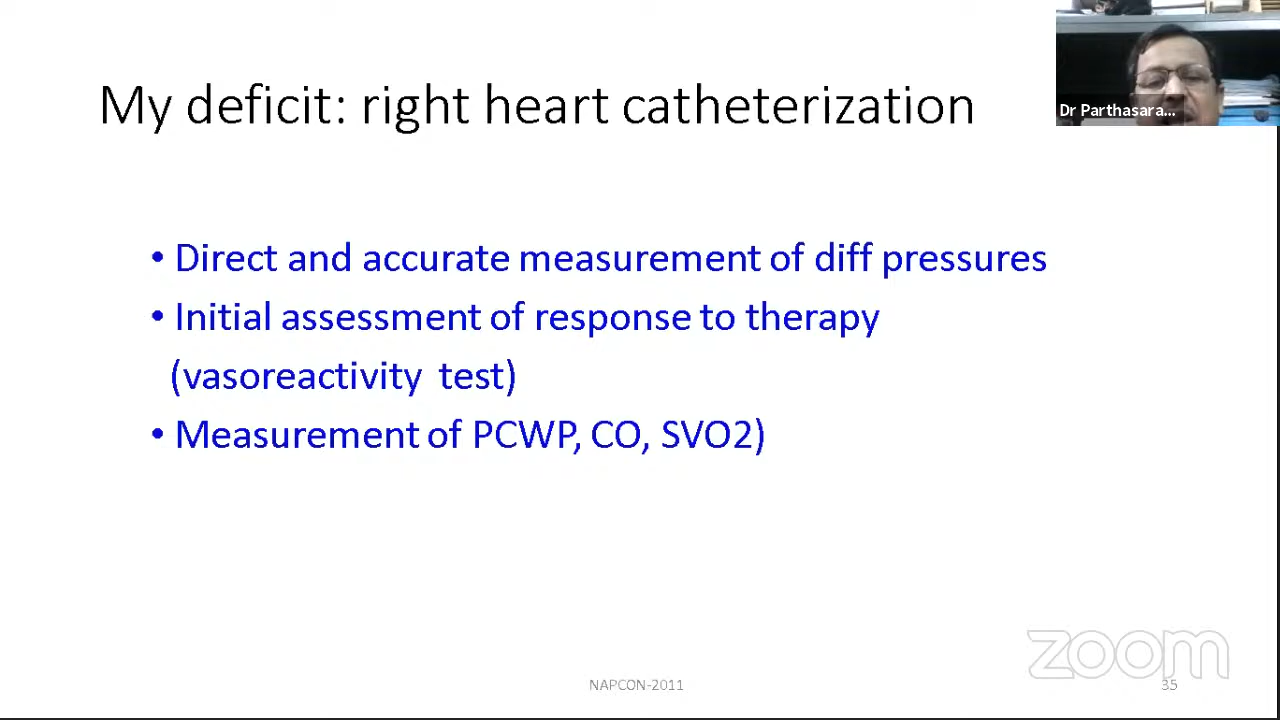 My deficit: right heart catheterization
Dr Parthasara...
• Direct and accurate measurement of diff pressures
• Initial assessment of response to therapy
(vasoreactivity test)
• Measurement of PCWP, CO, SVO2)
zoom
NAPCON-2011
35